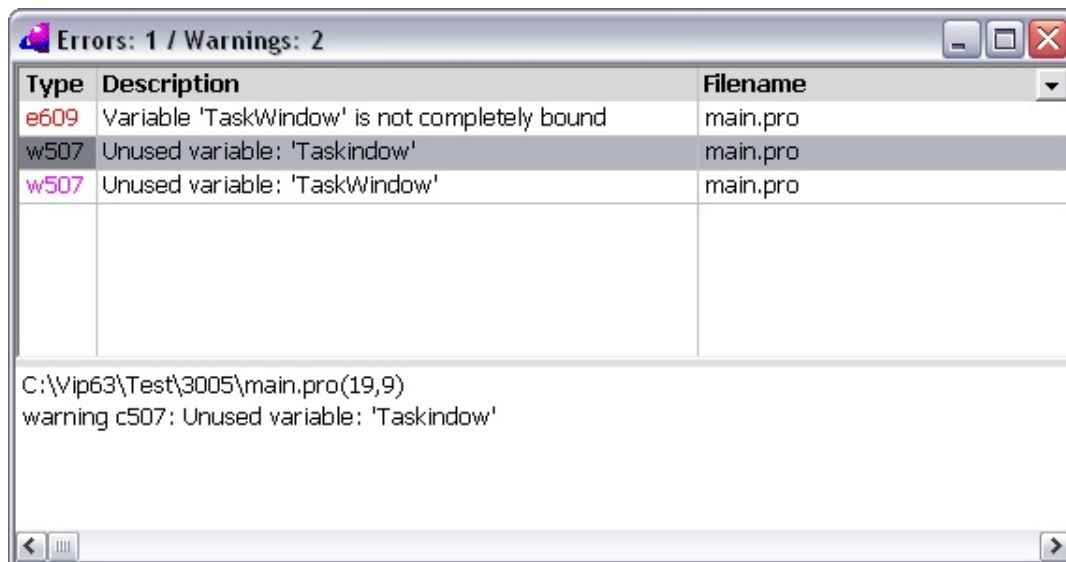 Errors: 1 / Warnings: 2
Type Description Filename
e609 Variable 'TaskWindow' is not completely bound main.pro
w507 Unused variable: 'Taskindow' main.pro
w507 Unused variable: 'TaskWindow' main.pro
C:\Vip63\Test\3005\main.pro(19,9)
warning c507: Unused variable: 'Taskindow'